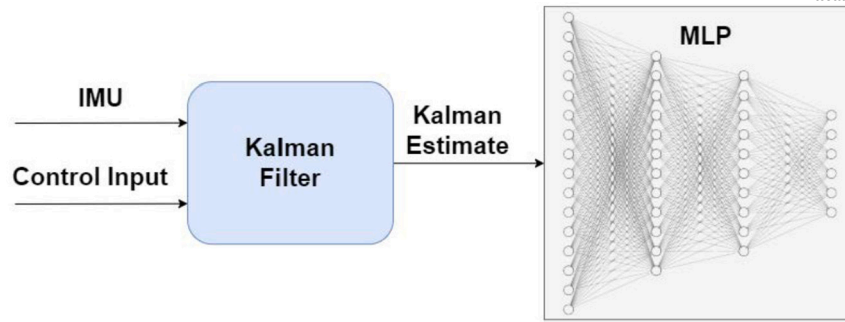 IMU
Control Input
Kalman
Filter
Kalman
Estimate
MLP